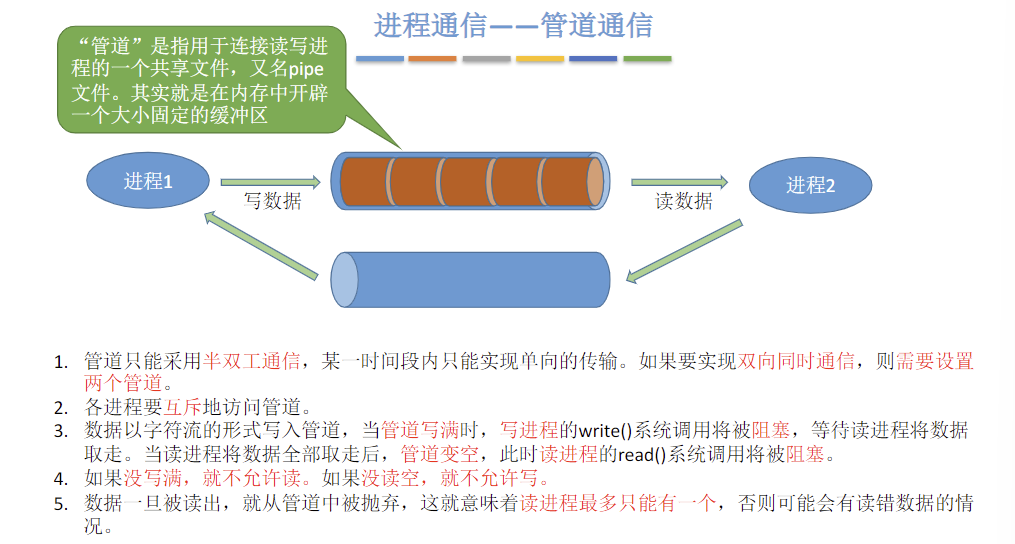 进程通信——管道通信
“管道”是指用于连接读写进
程的一个共享文件，又名pipe
文件。其实就是在内存中开辟
一个大小固定的缓冲区
进程1
写数据
读数据
进程2
1. 管道只能采用半双工通信，某一时间段内只能实现单向的传输。如果要实现双向同时通信，则需要设置
两个管道。
2. 各进程要互斥地访问管道。
3. 数据以字符流的形式写入管道，当管道写满时，写进程的write()系统调用将被阻塞，等待读进程将数据
取走。当读进程将数据全部取走后，管道变空，此时读进程的read()系统调用将被阻塞。
4. 如果没写满，就不允许读。如果没读空，就不允许写。
5. 数据一旦被读出，就从管道中被抛弃，这就意味着读进程最多只能有一个，否则可能会有读错数据的情
况。